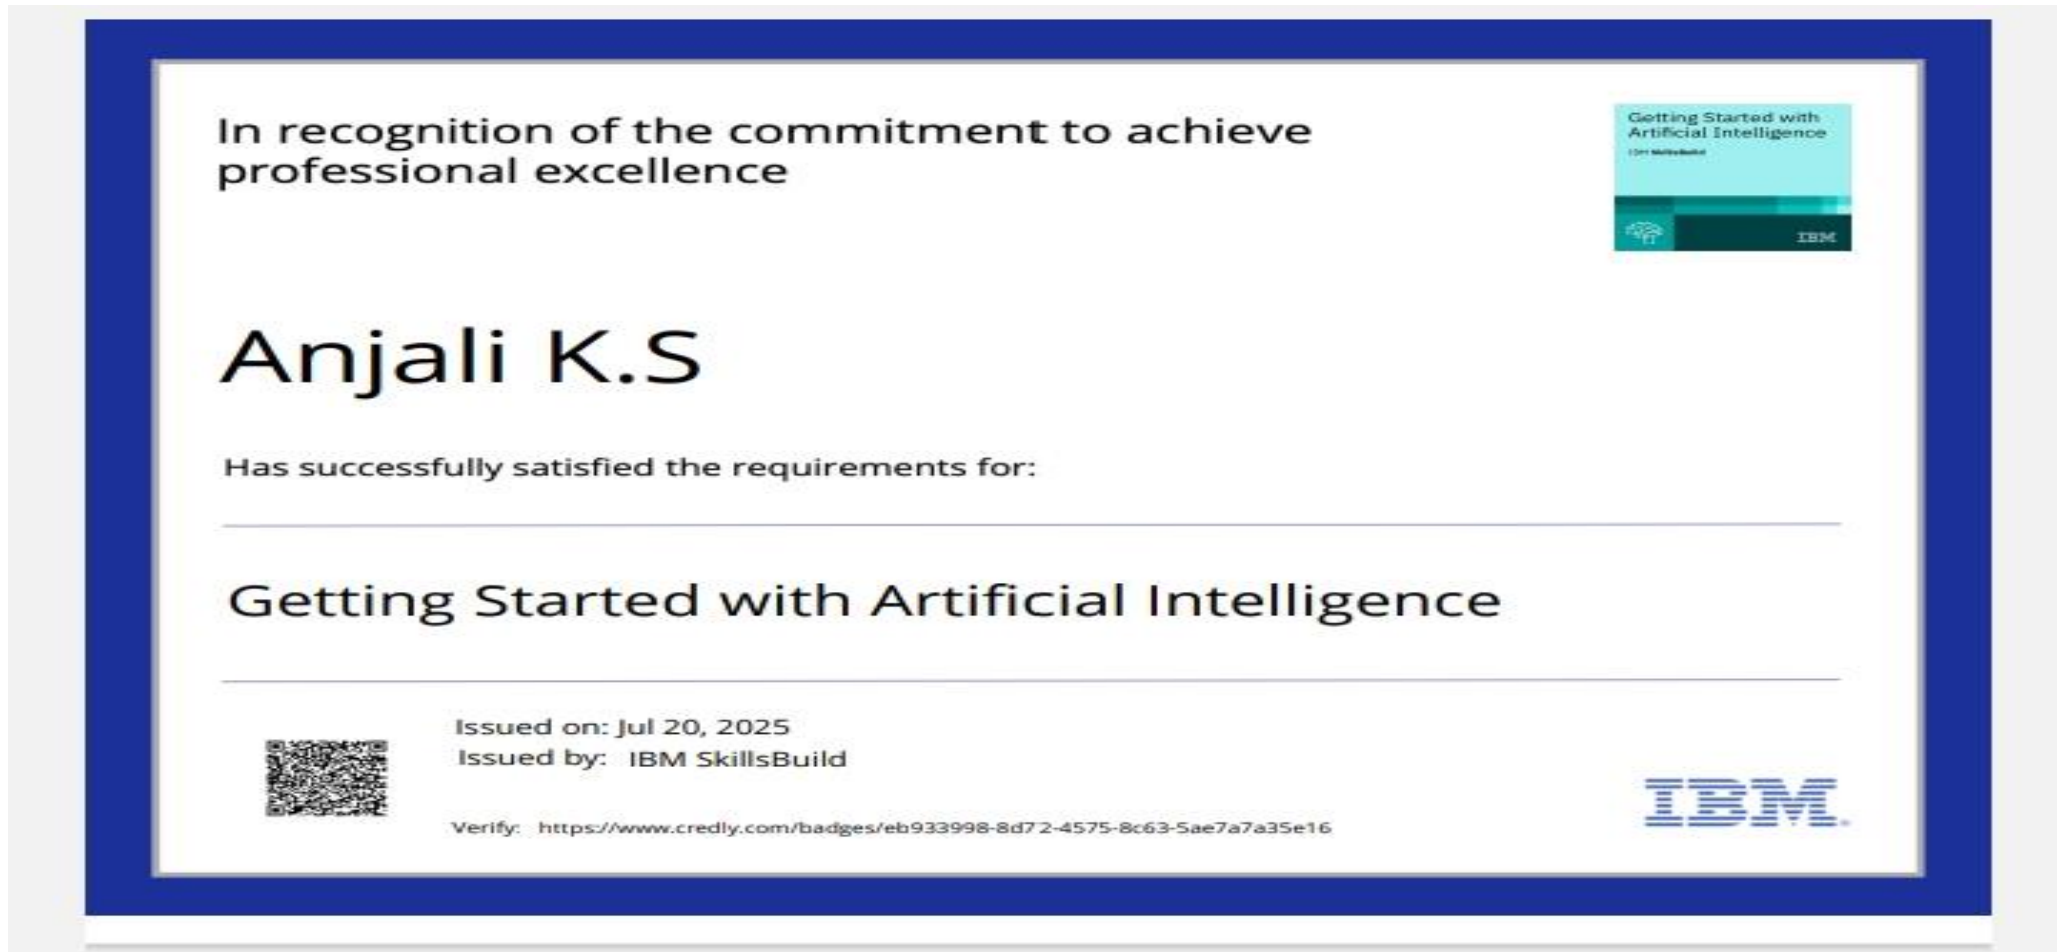 In recognition of the commitment to achieve
professional excellence
Getting Started with
Artificial Intelligence
IBM SkillsBuild
IBM
Anjali K.S
Has successfully satisfied the requirements for:
Getting Started with Artificial Intelligence
Issued on: Jul 20, 2025
Issued by: IBM SkillsBuild
Verify: https://www.credly.com/badges/eb933998-8d72-4575-8c63-5ae7a7a35e16
IBM.